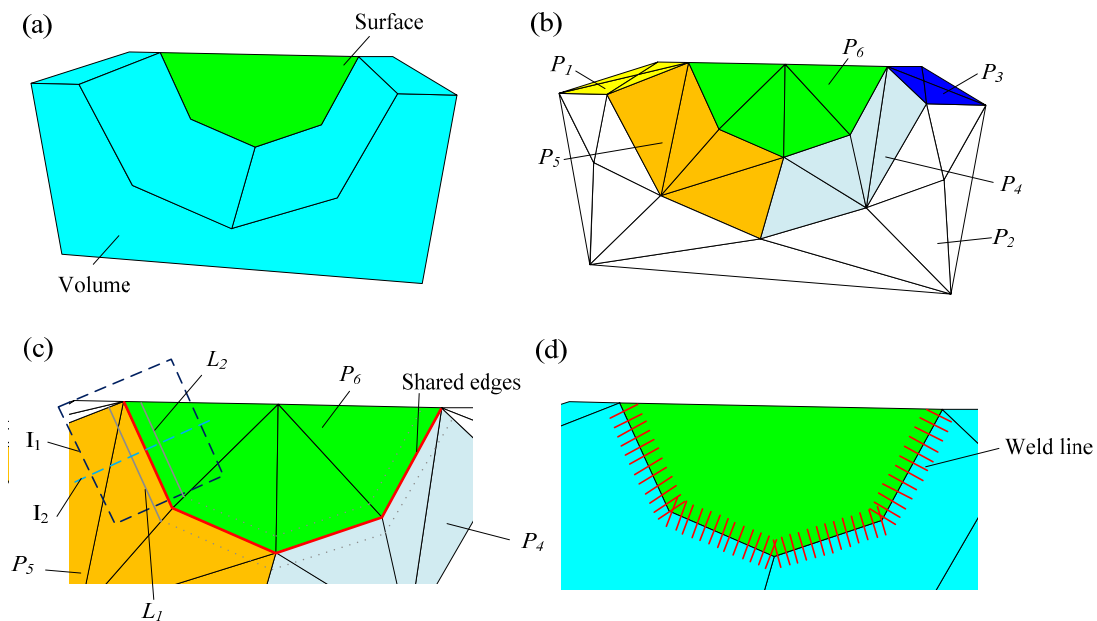 (a)
Surface
Volume
(b)
P6
P1
P3
P5
P4
P2
(c)
L2
P6
Shared edges
I1
I2
P5
P4
L1
(d)
Weld line